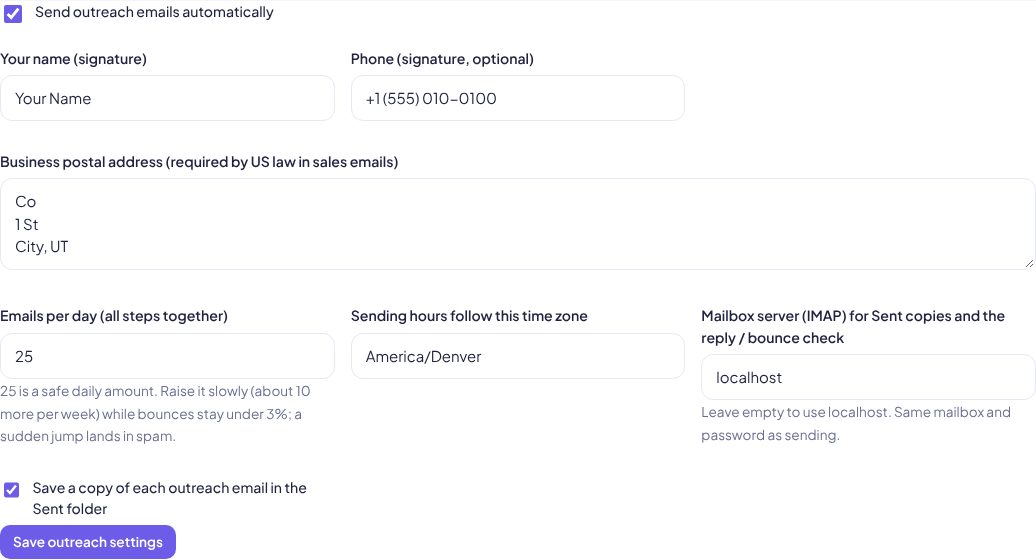 Send outreach emails automatically
Your name (signature)
Phone (signature, optional)
Your Name
+1 (555) 010-0100
Business postal address (required by US law in sales emails)
Co
1 St
City, UT
Emails per day (all steps together)
25
25 is a safe daily amount. Raise it slowly (about 10
more per week) while bounces stay under 3%; a
sudden jump lands in spam.
Sending hours follow this time zone
America/Denver
Mailbox server (IMAP) for Sent copies and the
reply / bounce check
localhost
Leave empty to use localhost. Same mailbox and
password as sending.
Save a copy of each outreach email in the
Sent folder
Save outreach settings